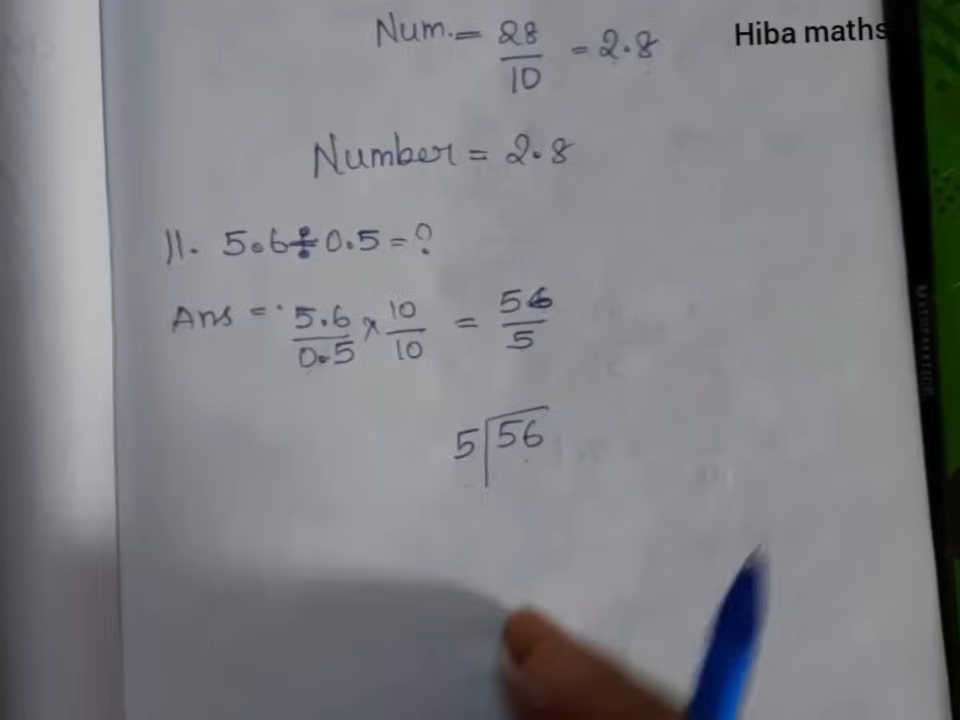 Hiba maths
Num. = 28/10 = 2.8
Number = 2.8
11. 5.6 ÷ 0.5 = ?
Ans = 5.6/0.5 × 10/10 = 56/5
5 56